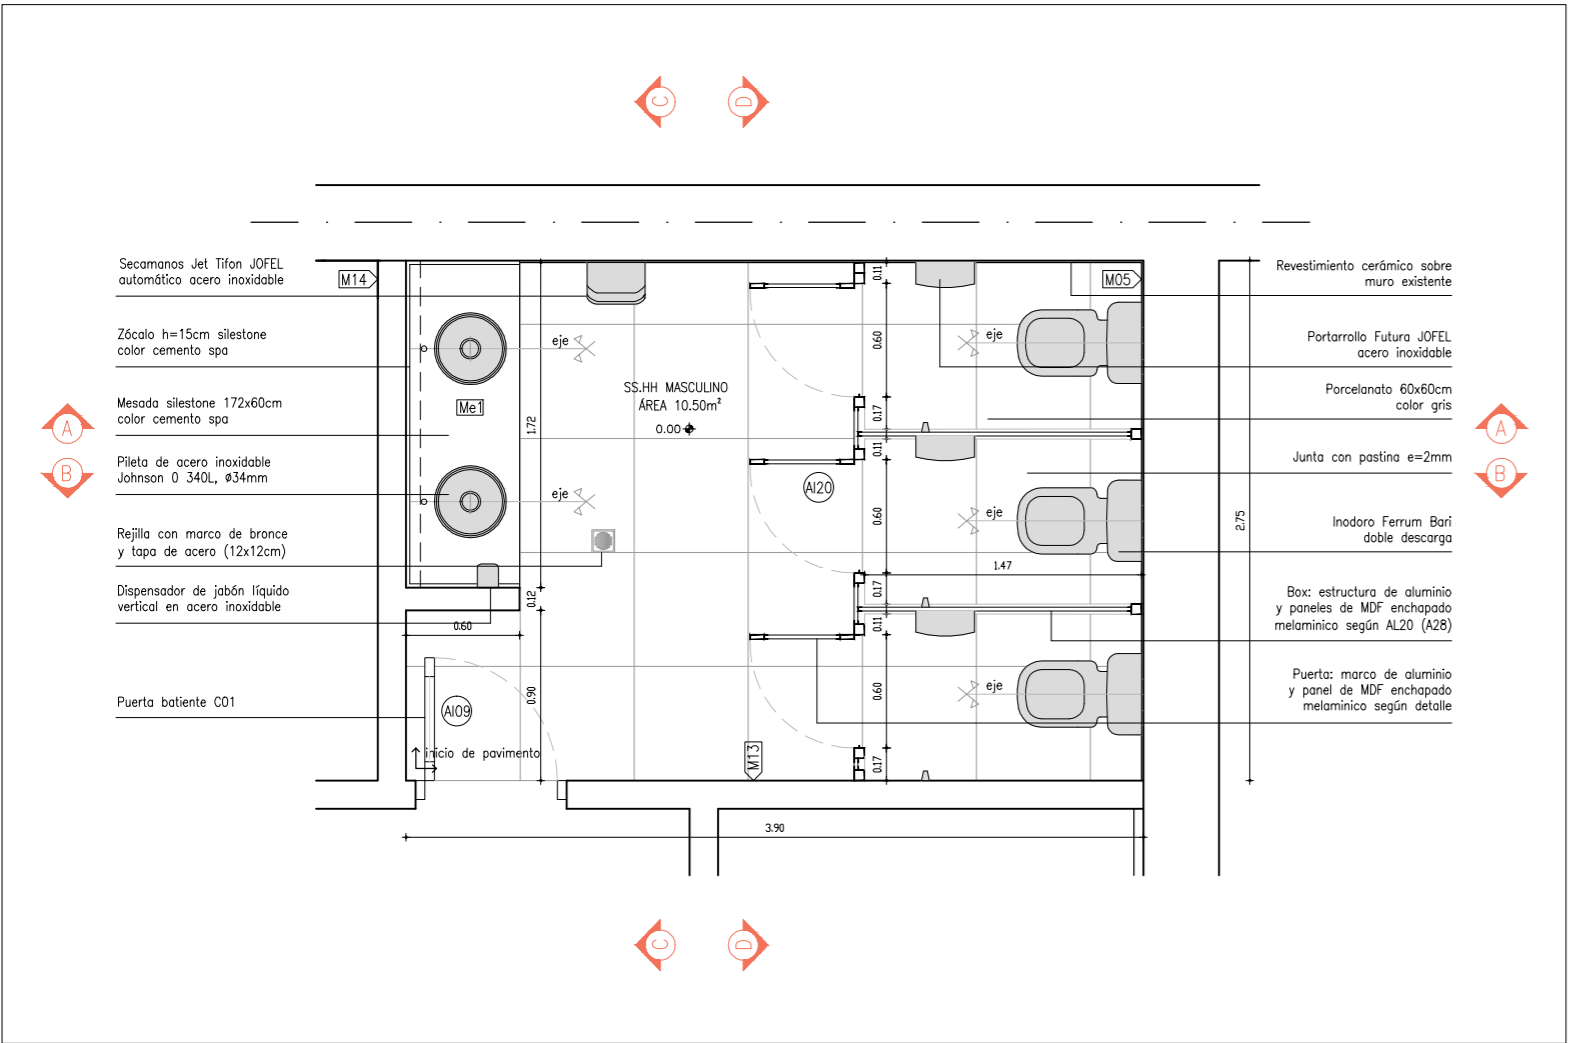 C
D
Secamanos Jet Tifon JOFEL
automático acero inoxidable
Zócalo h=15cm silestone
color cemento spa
Mesada silestone 172x60cm
color cemento spa
A
B
Pileta de acero inoxidable
Johnson O 340L, ø34mm
Rejilla con marco de bronce
y tapa de acero (12x12cm)
Dispensador de jabón líquido
vertical en acero inoxidable
Puerta batiente C01
M14
eje
Me1
eje
1.72
0.12
0.60
0.90
AI09
inicio de pavimento
SS.HH MASCULINO
ÁREA 10.50m²
0.00
AI20
M13
0.11
0.60
0.17
0.11
0.60
0.17
0.11
0.60
0.17
eje
eje
eje
1.47
M05
3.90
2.75
Revestimiento cerámico sobre
muro existente
Portarrollo Futura JOFEL
acero inoxidable
Porcelanato 60x60cm
color gris
A
B
Junta con pastina e=2mm
Inodoro Ferrum Bari
doble descarga
Box: estructura de aluminio
y paneles de MDF enchapado
melaminico según AL20 (A28)
Puerta: marco de aluminio
y panel de MDF enchapado
melaminico según detalle
C
D